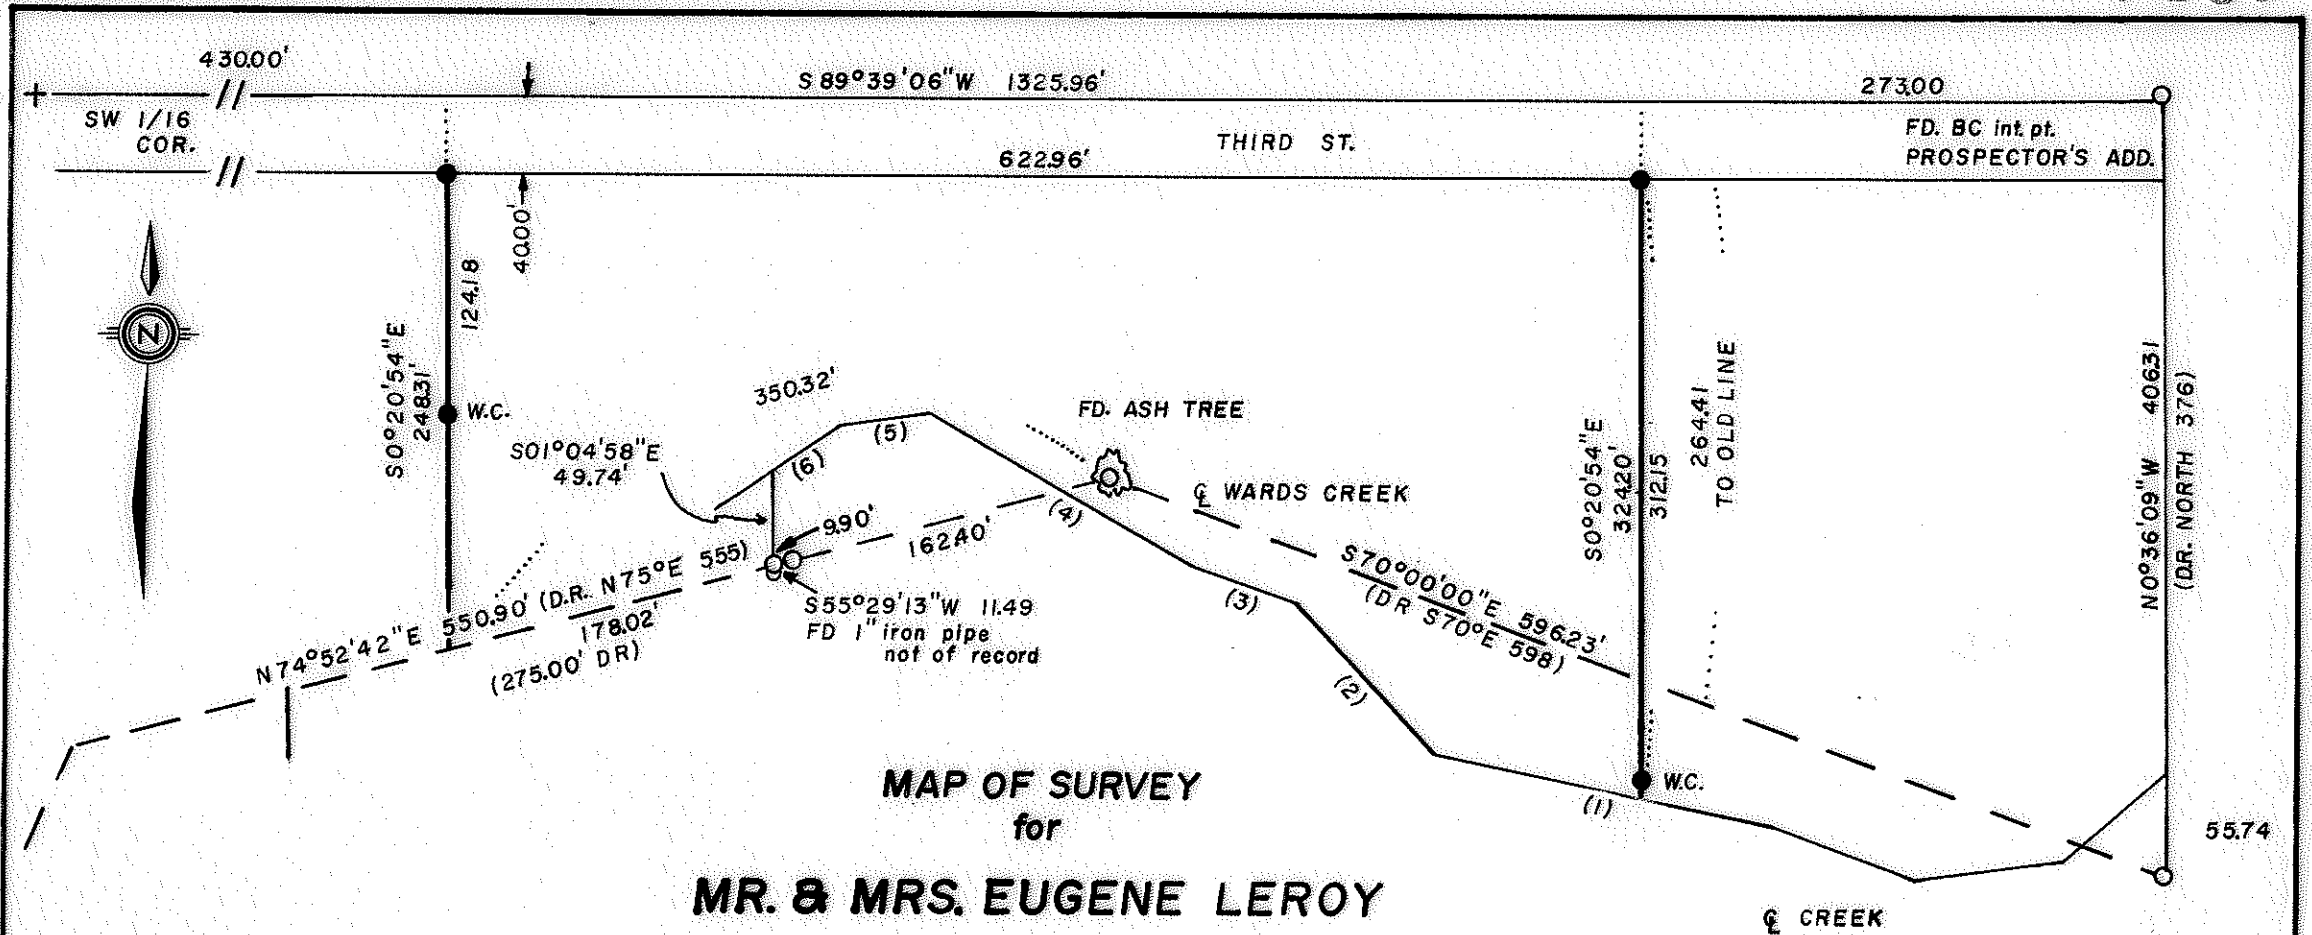 430.00'
S 89°39'06"W 1325.96'
273.00
SW 1/16
COR.
THIRD ST.
622.96'
FD. BC int. pt.
PROSPECTOR'S ADD.
40.00'
124.18
S0°20'54"E
248.31'
W.C.
N
350.32'
FD. ASH TREE
(5)
(6)
S01°04'58"E
49.74'
9.90'
162.40'
(4)
℄ WARDS CREEK
S0°20'54"E
324.20'
312.15
264.41
TO OLD LINE
N0°36'09"W 406.31
(DR. NORTH 376)
N74°52'42"E 550.90' (D.R. N75°E 555)
178.02'
(275.00' DR)
S55°29'13"W 11.49
FD 1" iron pipe
not of record
(3)
S70°00'00"E 596.23'
(DR S70°E 598)
(2)
(1)
W.C.
55.74
MAP OF SURVEY
for
MR. & MRS. EUGENE LEROY
℄ CREEK